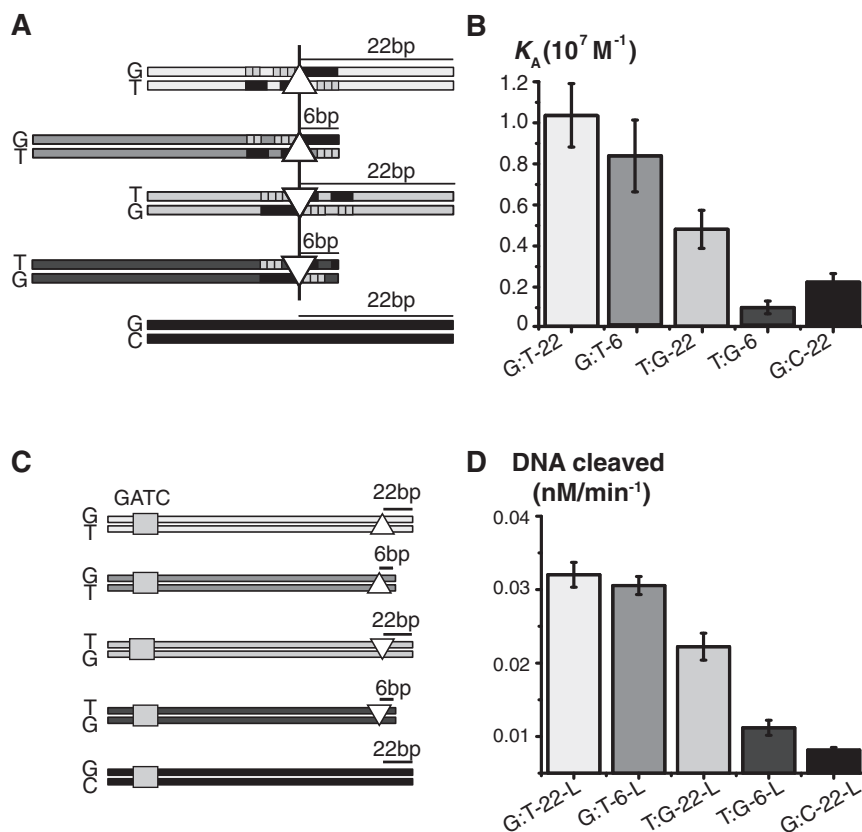 A
22bp
G
T
6bp
G
T
22bp
T
G
6bp
T
G
22bp
G
C
B
K_A (10^7 M^-1)
1.2
1.0
0.8
0.6
0.4
0.2
0
G:T-22
G:T-6
T:G-22
T:G-6
G:C-22
C
GATC
22bp
G
T
6bp
G
T
22bp
T
G
6bp
T
G
22bp
G
C
D
DNA cleaved
(nM/min^-1)
0.04
0.03
0.02
0.01
G:T-22-L
G:T-6-L
T:G-22-L
T:G-6-L
G:C-22-L